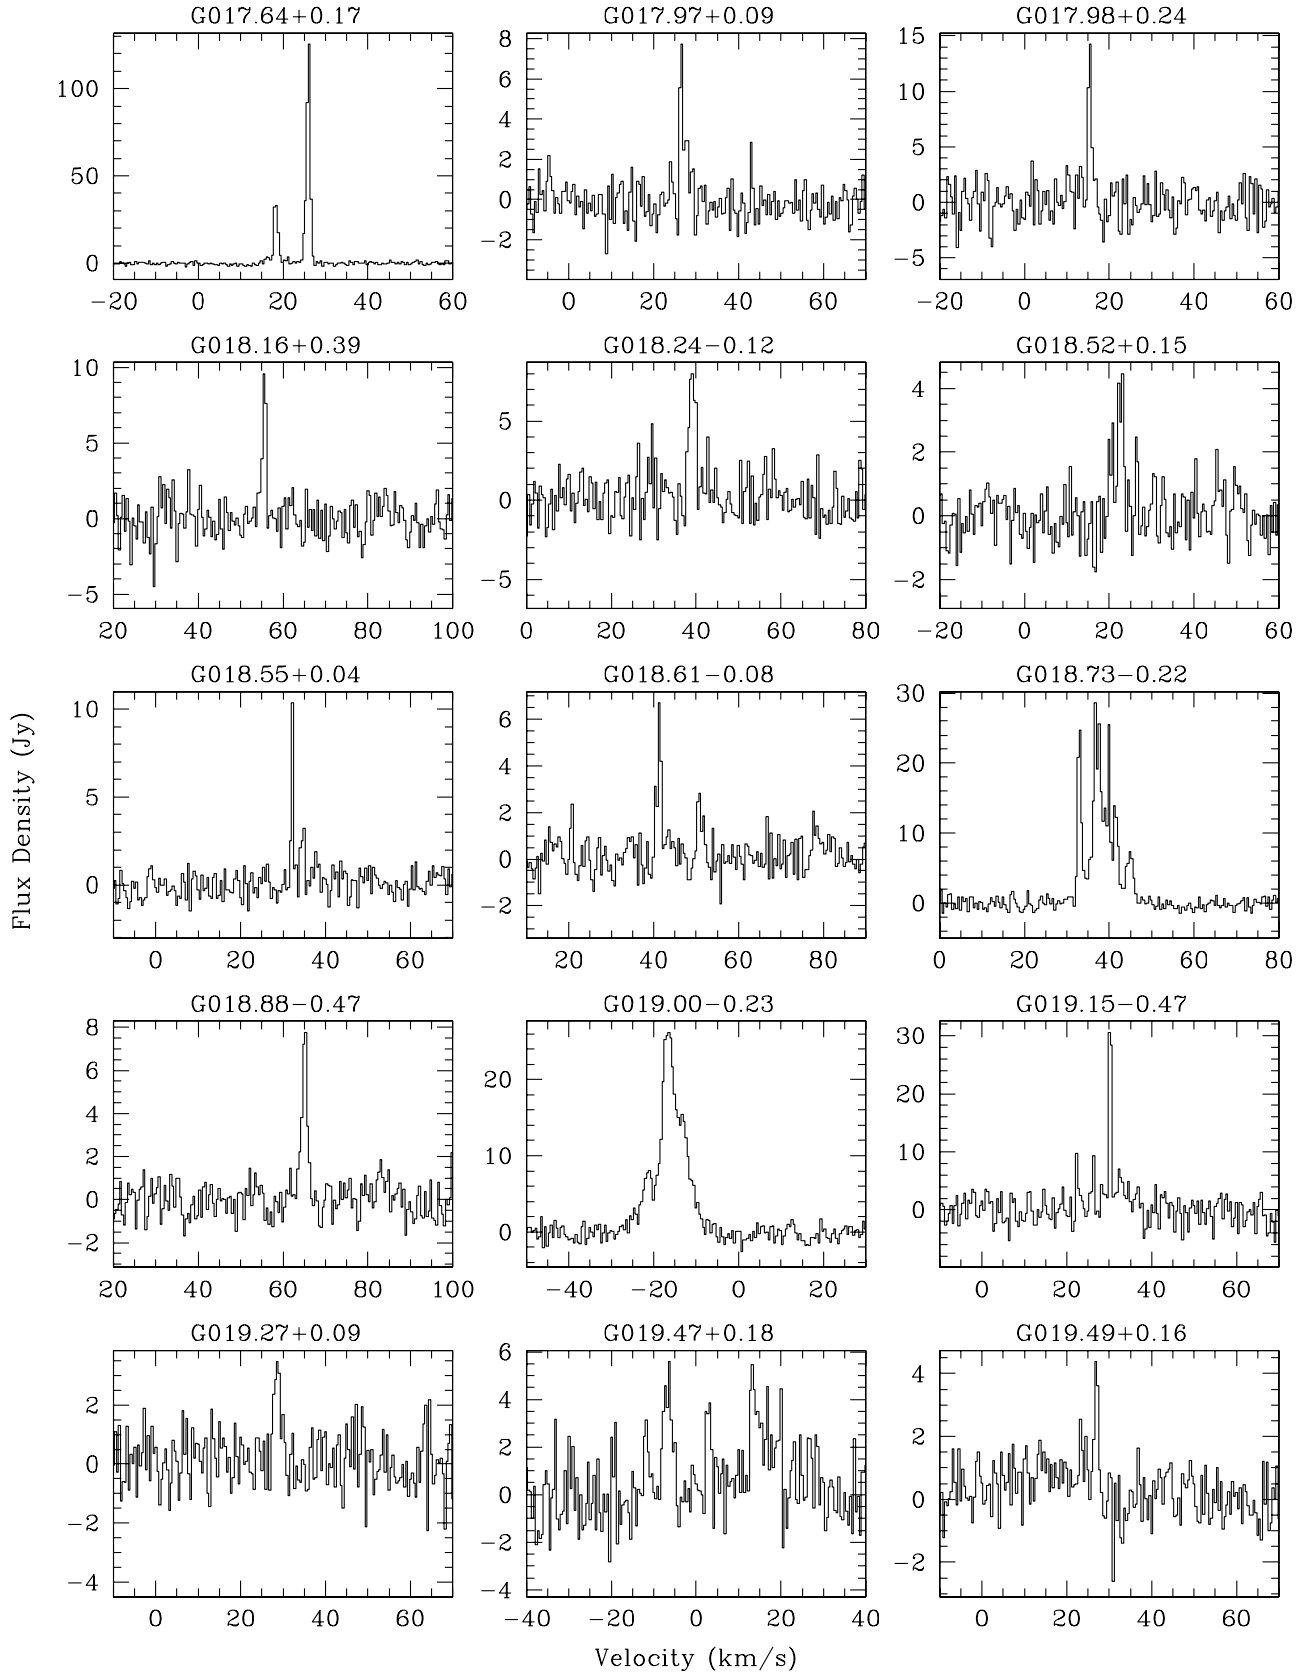 G017.64+0.17 G017.97+0.09 G017.98+0.24
100 50 0
8 6 4 2 0 −2
15 10 5 0 −5
−20 0 20 40 60 0 20 40 60 −20 0 20 40 60
G018.16+0.39 G018.24−0.12 G018.52+0.15
10 5 0 −5
5 0 −5
4 2 0 −2
20 40 60 80 100 0 20 40 60 80 −20 0 20 40 60
G018.55+0.04 G018.61−0.08 G018.73−0.22
10 5 0
6 4 2 0 −2
30 20 10 0
0 20 40 60 20 40 60 80 0 20 40 60 80
Flux Density (Jy)
G018.88−0.47 G019.00−0.23 G019.15−0.47
8 6 4 2 0 −2
20 10 0
30 20 10 0
20 40 60 80 100 −40 −20 0 20 0 20 40 60
G019.27+0.09 G019.47+0.18 G019.49+0.16
2 0 −2 −4
6 4 2 0 −2 −4
4 2 0 −2
0 20 40 60 −40 −20 0 20 40 0 20 40 60
Velocity (km/s)